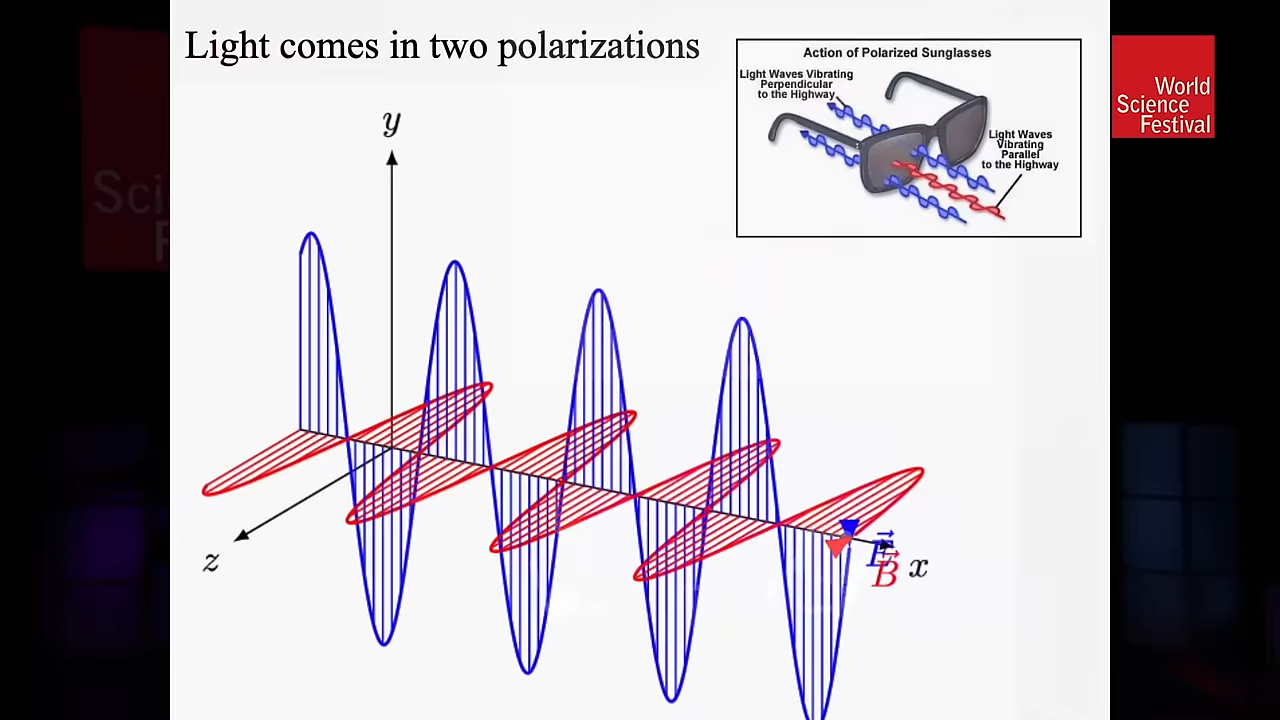 Light comes in two polarizations
Action of Polarized Sunglasses
Light Waves Vibrating
Perpendicular
to the Highway
Light Waves
Vibrating
Parallel
to the Highway
World
Science
Festival
y
z
x
E
B
Sci
F